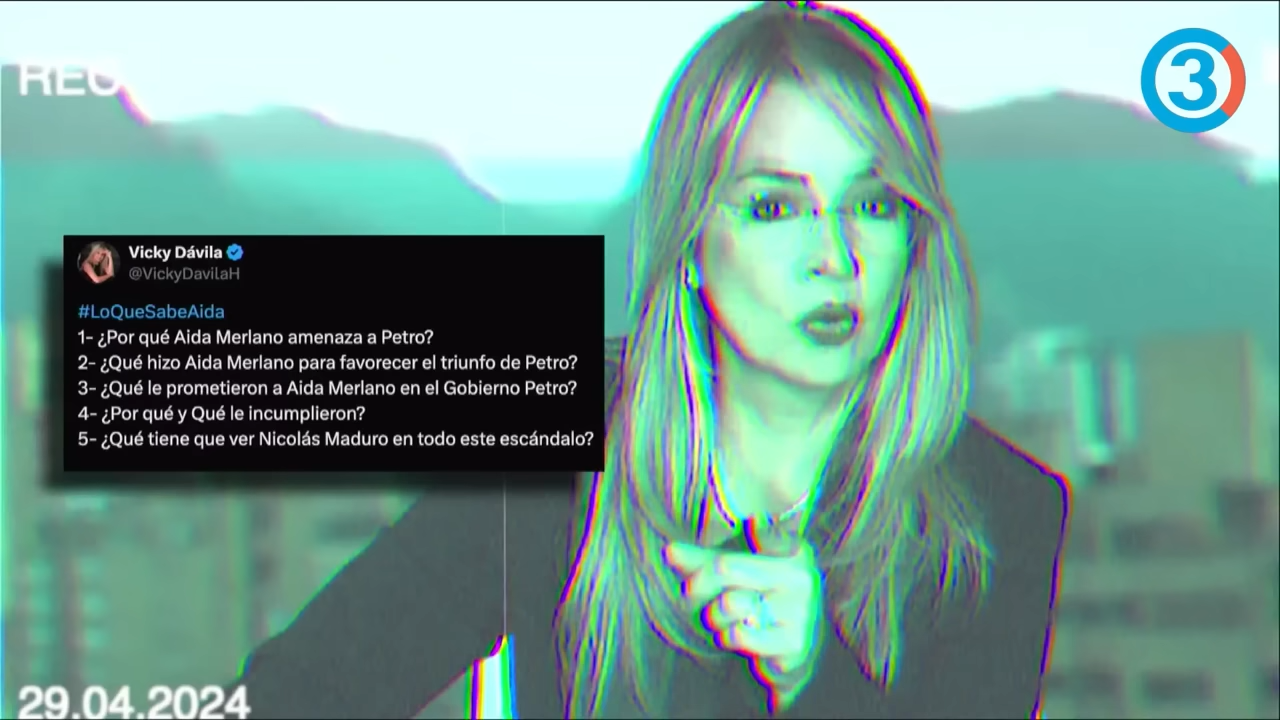 REC
3
Vicky Dávila
@VickyDavilaH
#LoQueSabeAida
1- ¿Por qué Aida Merlano amenaza a Petro?
2- ¿Qué hizo Aida Merlano para favorecer el triunfo de Petro?
3- ¿Qué le prometieron a Aida Merlano en el Gobierno Petro?
4- ¿Por qué y Qué le incumplieron?
5- ¿Qué tiene que ver Nicolás Maduro en todo este escándalo?
29.04.2024